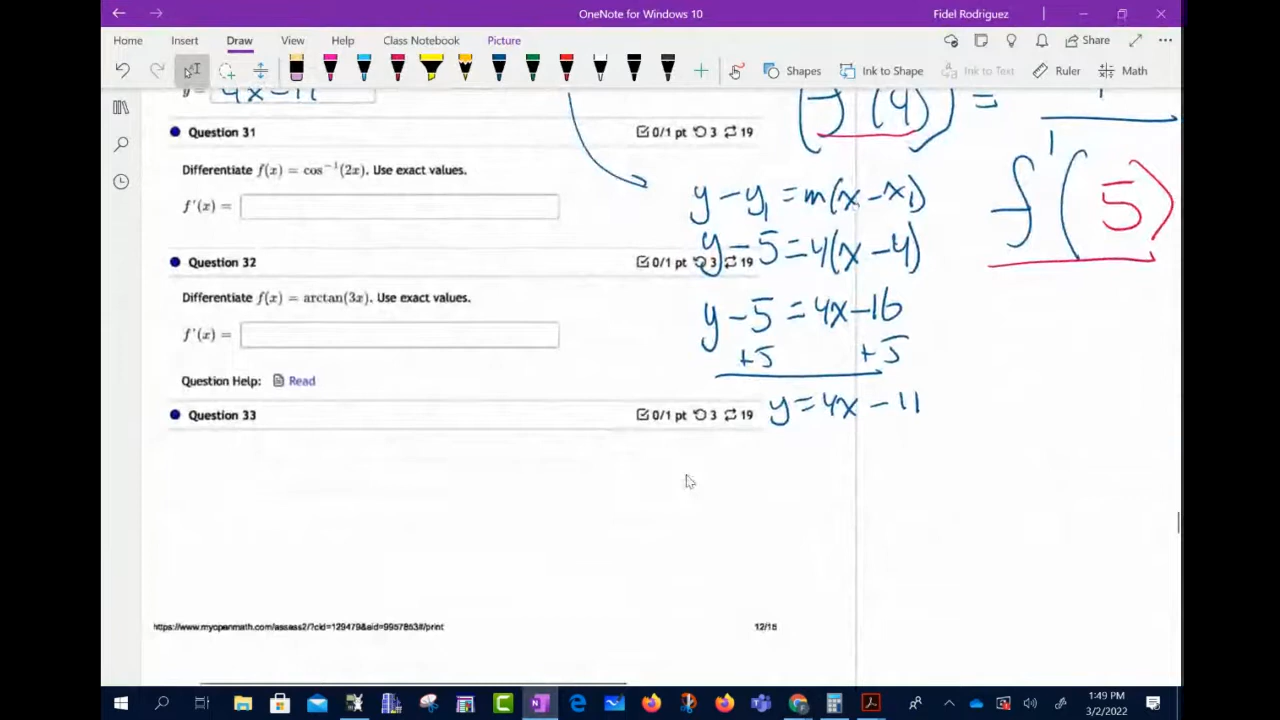 OneNote for Windows 10
Fidel Rodriguez
Home Insert Draw View Help Class Notebook Picture
Share
Shapes Ink to Shape Ink to Text Ruler Math
y = 4x - 11
(f (4)) =
Question 31
0/1 pt 3 19
Differentiate f(x) = cos⁻¹(2x). Use exact values.
f'(x) =
Question 32
0/1 pt 3 19
Differentiate f(x) = arctan(3x). Use exact values.
f'(x) =
Question Help: Read
Question 33
0/1 pt 3 19
y - y₁ = m(x - x₁)
y - 5 = 4(x - 4)
y - 5 = 4x - 16
+5 +5
y = 4x - 11
f'(5)
https://www.myopenmath.com/assess2/?cid=129479&aid=9957853#/print
12/15
1:49 PM
3/2/2022